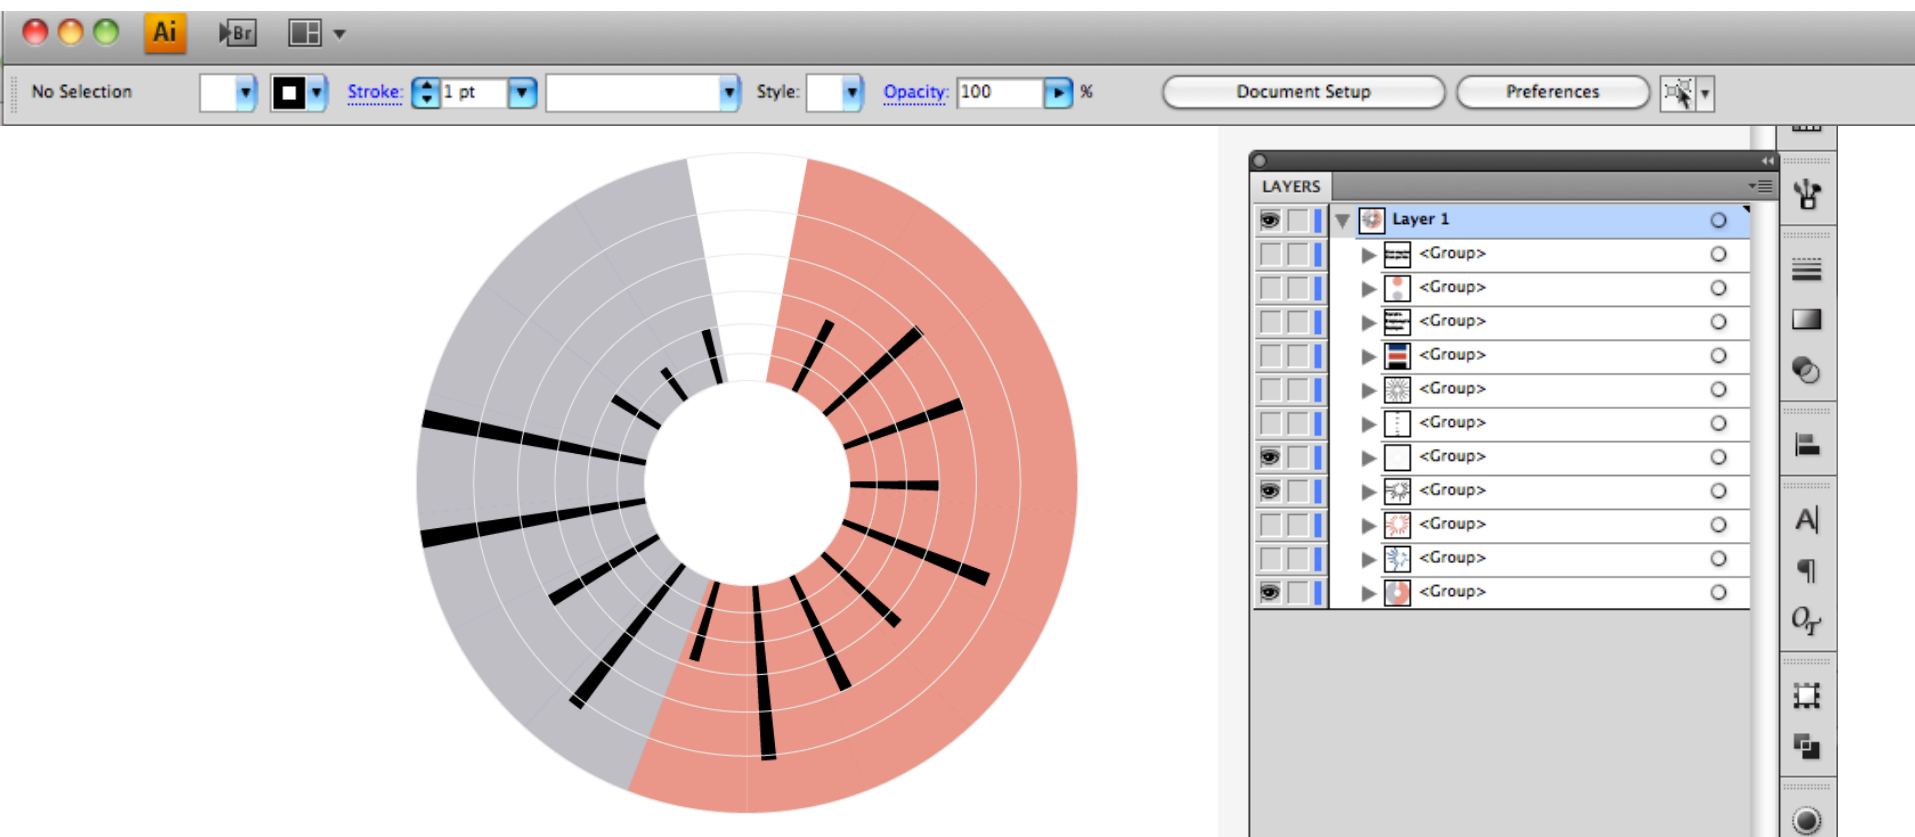 Ai
Br
No Selection
Stroke: 1 pt
Style:
Opacity: 100 %
Document Setup
Preferences
LAYERS
Layer 1
<Group>
<Group>
<Group>
<Group>
<Group>
<Group>
<Group>
<Group>
<Group>
<Group>
<Group>
A
¶
OT